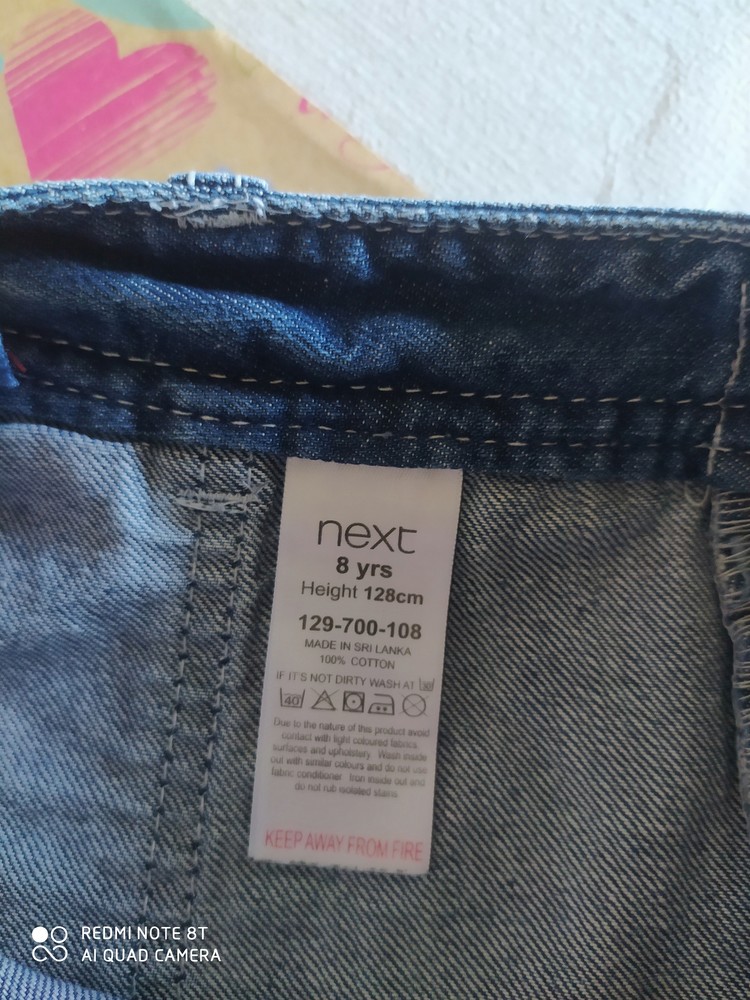 next
8 yrs
Height 128cm
129-700-108
MADE IN SRI LANKA
100% COTTON
IF IT'S NOT DIRTY WASH AT 30
40
Due to the nature of this product avoid
contact with light coloured fabrics,
surfaces and upholstery. Wash inside
out with similar colours and do not use
fabric conditioner. Iron inside out and
do not rub isolated stains.
KEEP AWAY FROM FIRE
REDMI NOTE 8T
AI QUAD CAMERA